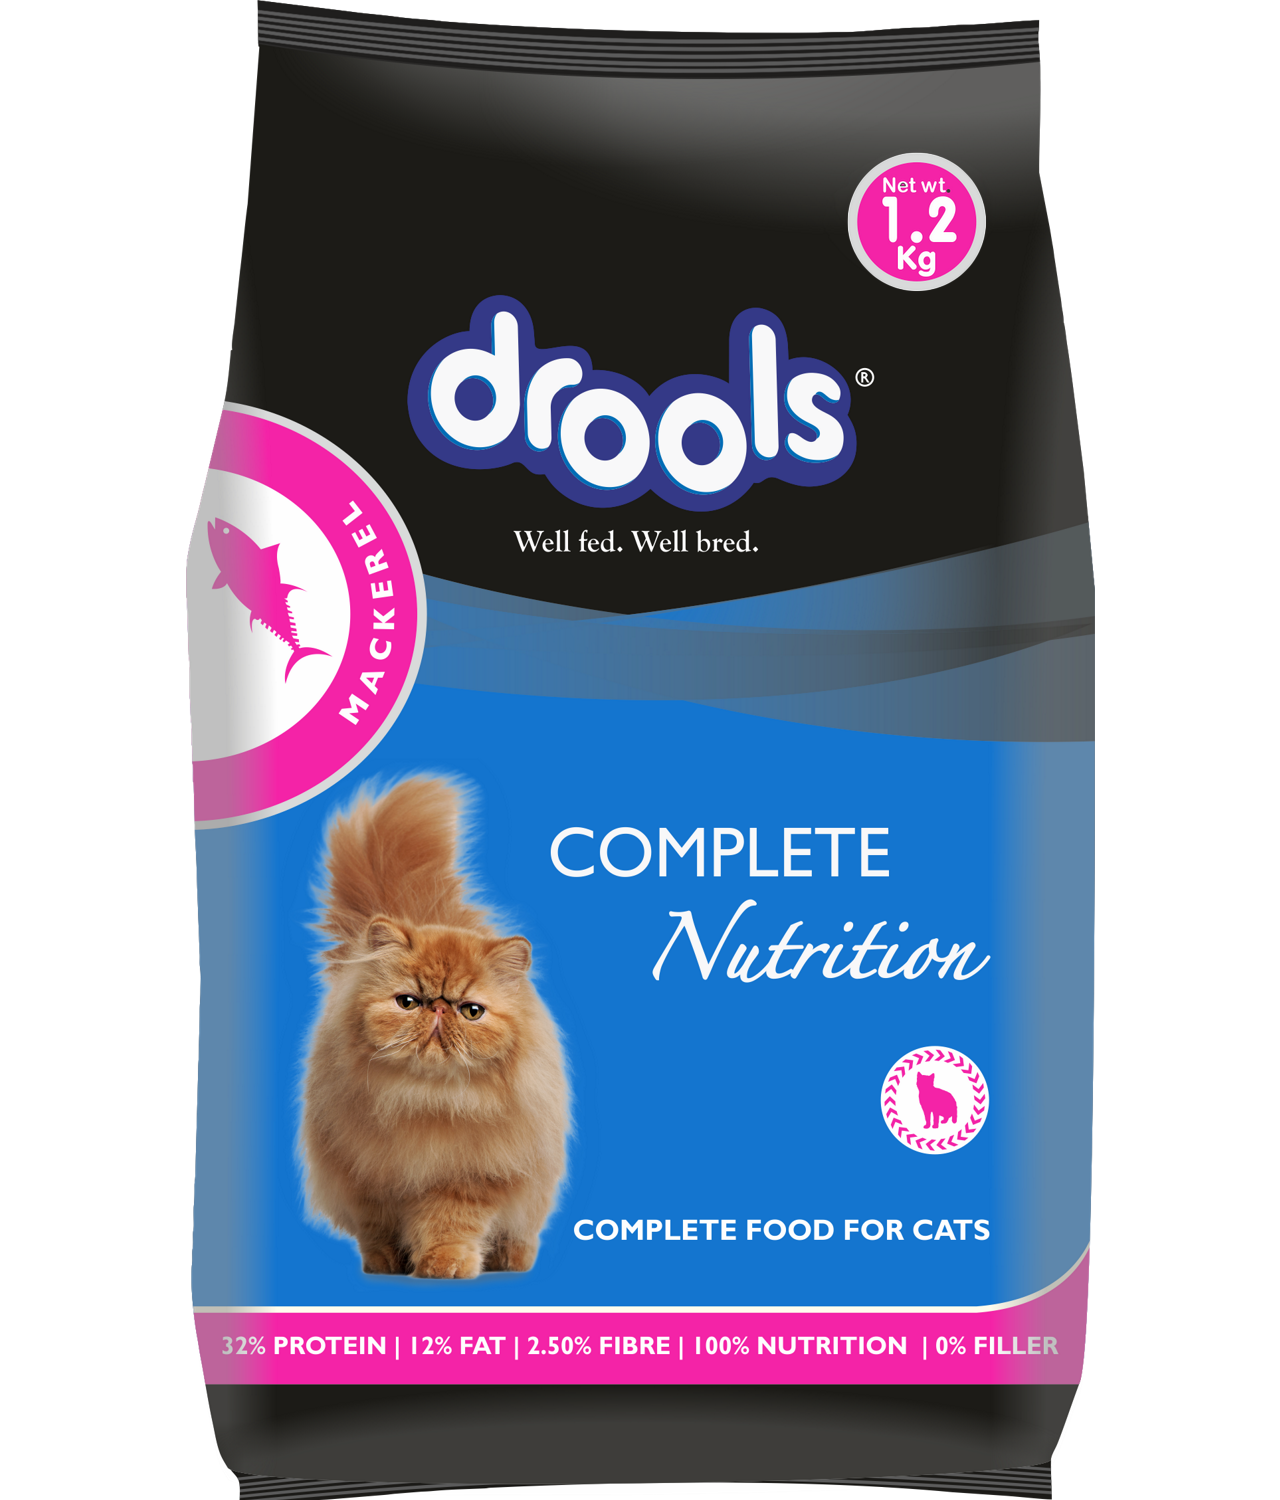 Net wt.
1.2
Kg
drools®
Well fed. Well bred.
MACKEREL
COMPLETE
Nutrition
COMPLETE FOOD FOR CATS
32% PROTEIN | 12% FAT | 2.50% FIBRE | 100% NUTRITION | 0% FILLER